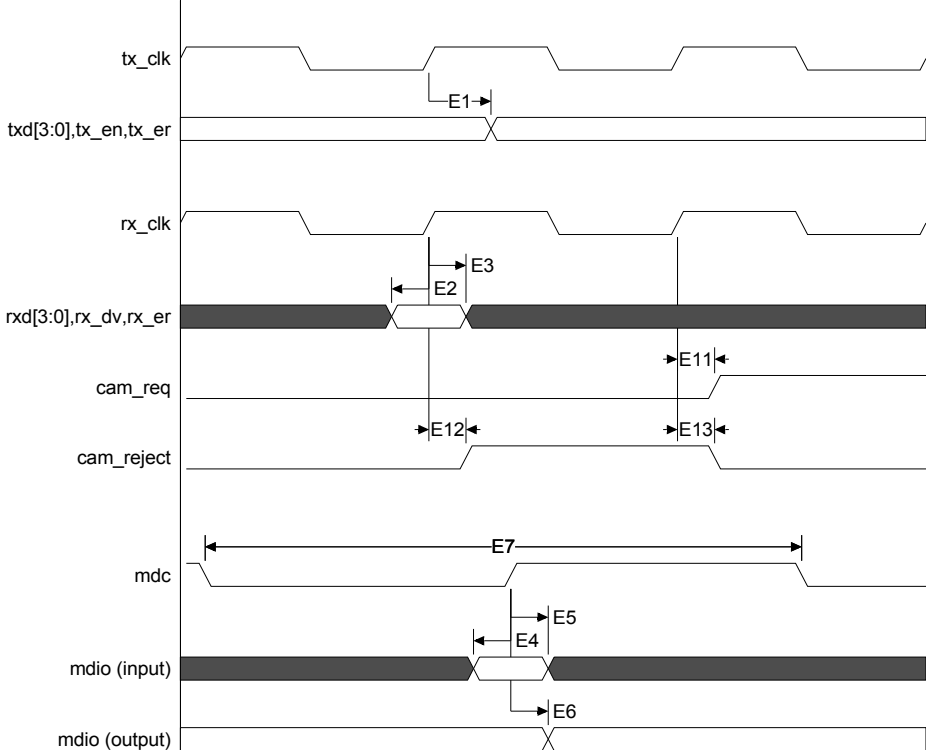 tx_clk
E1
txd[3:0],tx_en,tx_er
rx_clk
E3
E2
rxd[3:0],rx_dv,rx_er
E11
cam_req
E12
E13
cam_reject
E7
mdc
E5
E4
mdio (input)
E6
mdio (output)